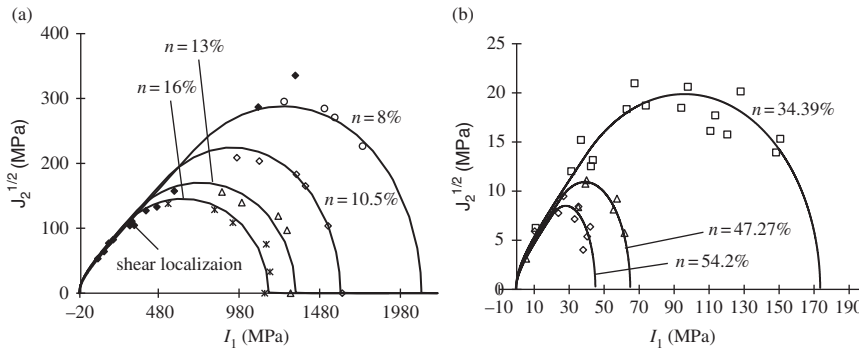 (a)
400
300
200
100
0
J₂^1/2 (MPa)
n=13%
n=16%
n=8%
n=10.5%
shear localizaion
−20
480
980
1480
1980
I₁ (MPa)
(b)
25
20
15
10
5
0
J₂^1/2 (MPa)
n=34.39%
n=47.27%
n=54.2%
−10
10
30
50
70
90
110
130
150
170
190
I₁ (MPa)